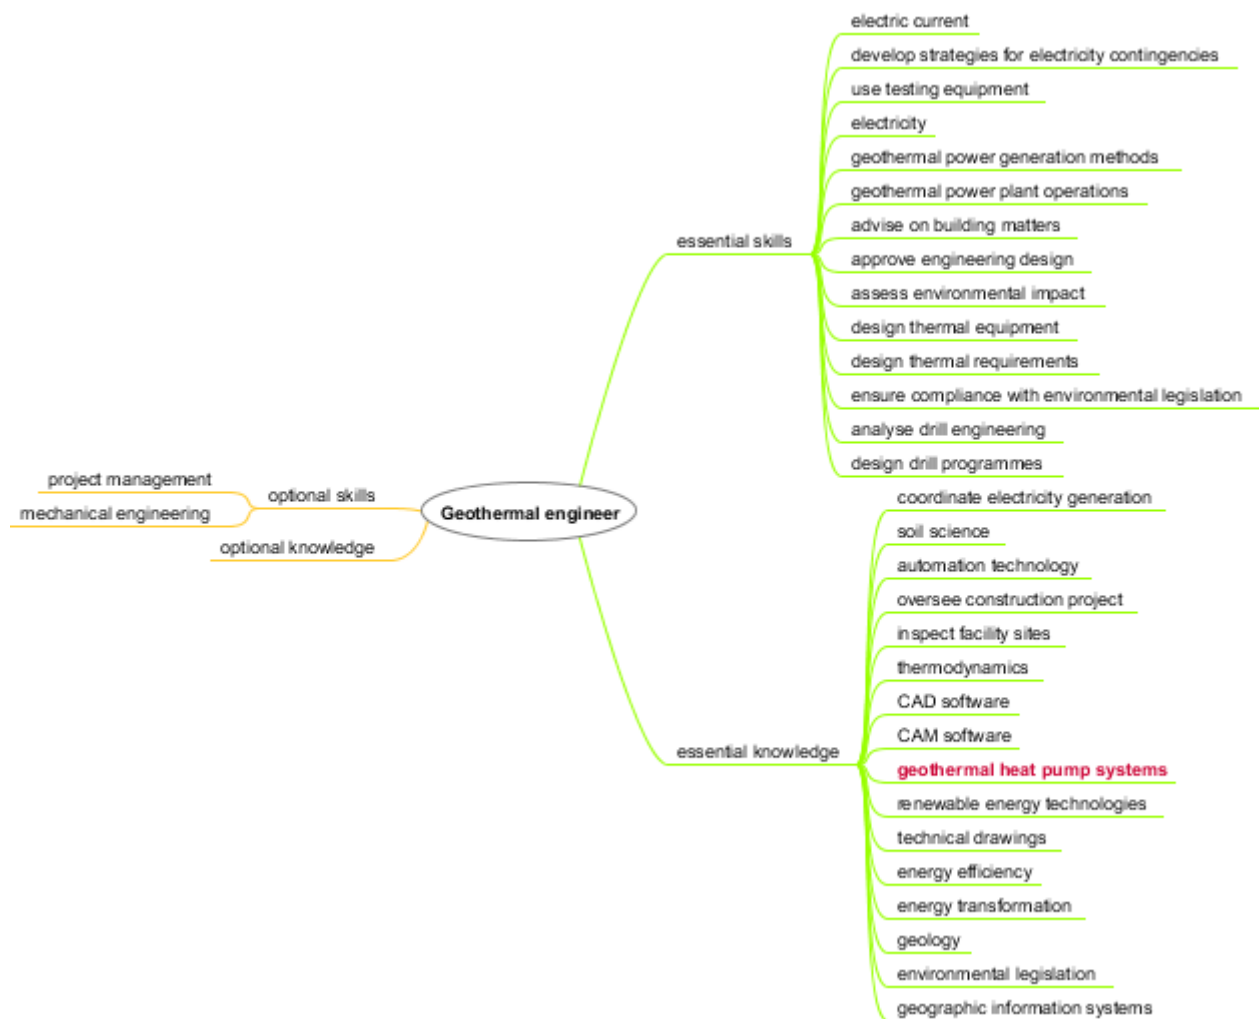 electric current
develop strategies for electricity contingencies
use testing equipment
electricity
geothermal power generation methods
geothermal power plant operations
advise on building matters
essential skills
approve engineering design
assess environmental impact
design thermal equipment
design thermal requirements
ensure compliance with environmental legislation
analyse drill engineering
design drill programmes
project management
optional skills
mechanical engineering
Geothermal engineer
optional knowledge
coordinate electricity generation
soil science
automation technology
oversee construction project
inspect facility sites
thermodynamics
CAD software
CAM software
essential knowledge
geothermal heat pump systems
renewable energy technologies
technical drawings
energy efficiency
energy transformation
geology
environmental legislation
geographic information systems